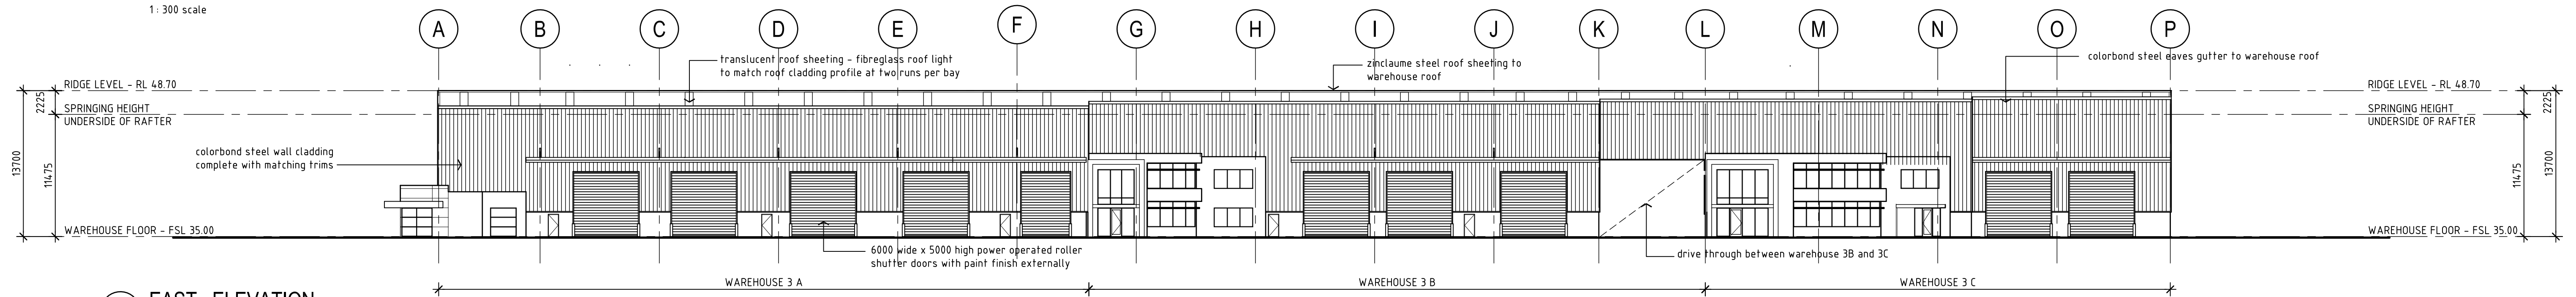 1 : 300 scale
A B C D E F G H I J K L M N O P
translucent roof sheeting - fibreglass roof light
to match roof cladding profile at two runs per bay
zinclaume steel roof sheeting to
warehouse roof
colorbond steel eaves gutter to warehouse roof
RIDGE LEVEL - RL 48.70
SPRINGING HEIGHT
UNDERSIDE OF RAFTER
2225
13700
11475
RIDGE LEVEL - RL 48.70
SPRINGING HEIGHT
UNDERSIDE OF RAFTER
2225
11475
13700
colorbond steel wall cladding
complete with matching trims
WAREHOUSE FLOOR - FSL 35.00
WAREHOUSE FLOOR - FSL 35.00
6000 wide x 5000 high power operated roller
shutter doors with paint finish externally
drive through between warehouse 3B and 3C
WAREHOUSE 3 A
WAREHOUSE 3 B
WAREHOUSE 3 C
EAST ELEVATION